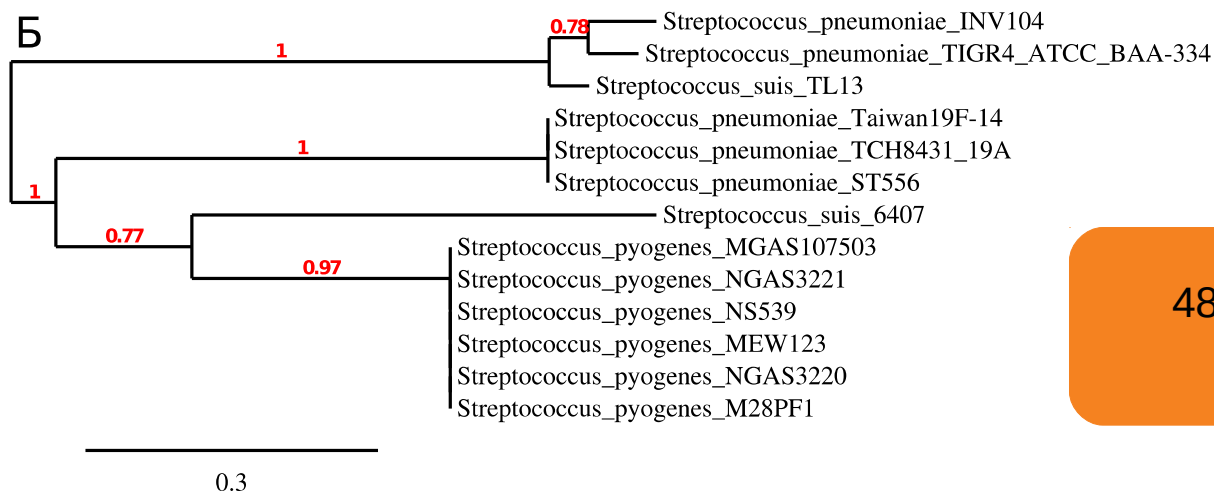 Б
0.78
Streptococcus_pneumoniae_INV104
1
Streptococcus_pneumoniae_TIGR4_ATCC_BAA-334
Streptococcus_suis_TL13
Streptococcus_pneumoniae_Taiwan19F-14
1
Streptococcus_pneumoniae_TCH8431_19A
Streptococcus_pneumoniae_ST556
1
Streptococcus_suis_6407
0.77
Streptococcus_pyogenes_MGAS107503
0.97
Streptococcus_pyogenes_NGAS3221
Streptococcus_pyogenes_NS539
48
Streptococcus_pyogenes_MEW123
Streptococcus_pyogenes_NGAS3220
Streptococcus_pyogenes_M28PF1
0.3